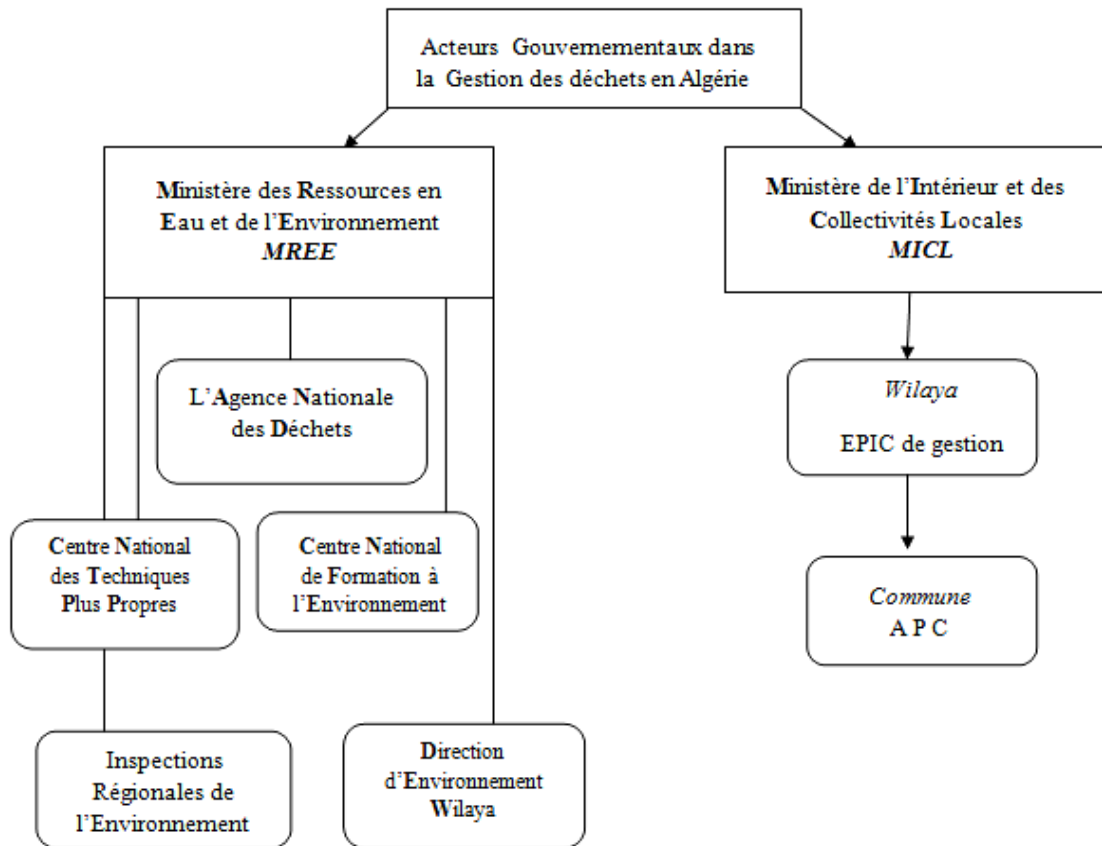 Acteurs Gouvernementaux dans
la Gestion des déchets en Algérie
Ministère des Ressources en
Eau et de l'Environnement
MREE
Ministère de l'Intérieur et des
Collectivités Locales
MICL
L'Agence Nationale
des Déchets
Wilaya
EPIC de gestion
Centre National
des Techniques
Plus Propres
Centre National
de Formation à
l'Environnement
Commune
A P C
Inspections
Régionales de
l'Environnement
Direction
d'Environnement
Wilaya